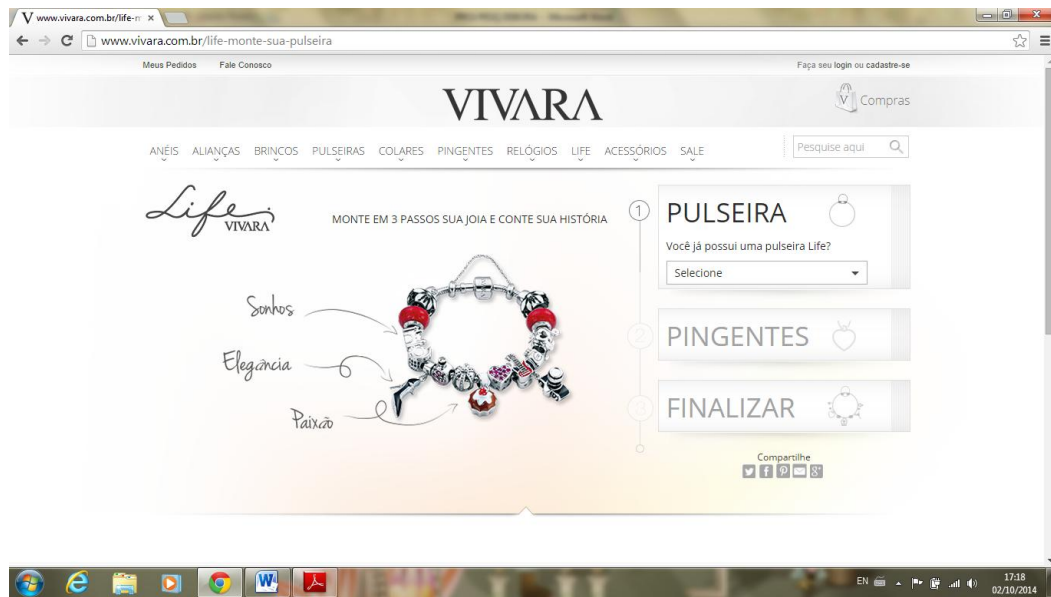 www.vivara.com.br/life-m
www.vivara.com.br/life-monte-sua-pulseira
Meus Pedidos Fale Conosco Faça seu login ou cadastre-se
VIVARA
V Compras
ANÉIS ALIANÇAS BRINCOS PULSEIRAS COLARES PINGENTES RELÓGIOS LIFE ACESSÓRIOS SALE
Pesquise aqui
Life
VIVARA
MONTE EM 3 PASSOS SUA JOIA E CONTE SUA HISTÓRIA
1 PULSEIRA
Você já possui uma pulseira Life?
Selecione
Sonhos
Elegância
Paixão
2 PINGENTES
3 FINALIZAR
Compartilhe
EN 17:18
02/10/2014